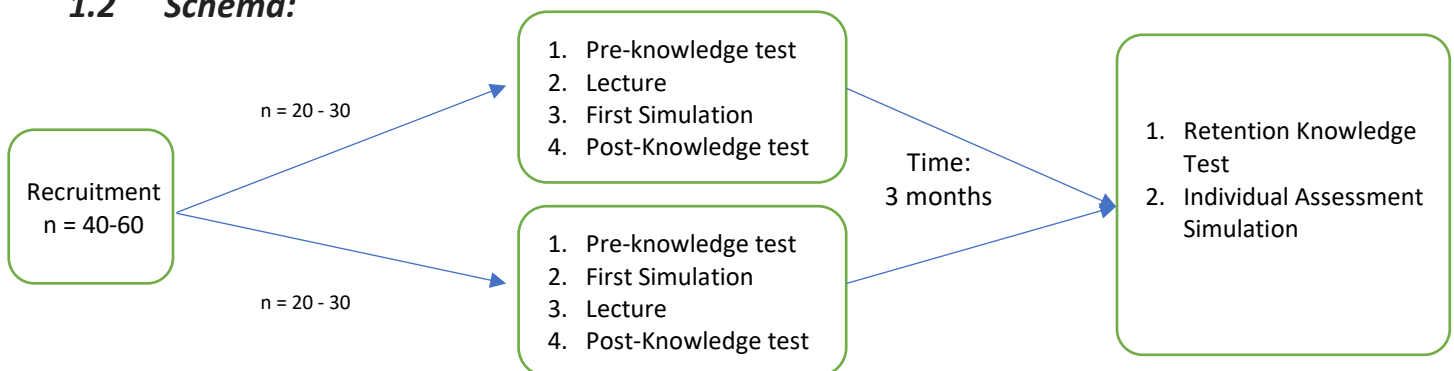 1.2 Schema:
n = 20 - 30
Recruitment
n = 40-60
n = 20 - 30
1. Pre-knowledge test
2. Lecture
3. First Simulation
4. Post-Knowledge test
1. Pre-knowledge test
2. First Simulation
3. Lecture
4. Post-Knowledge test
Time:
3 months
1. Retention Knowledge
Test
2. Individual Assessment
Simulation